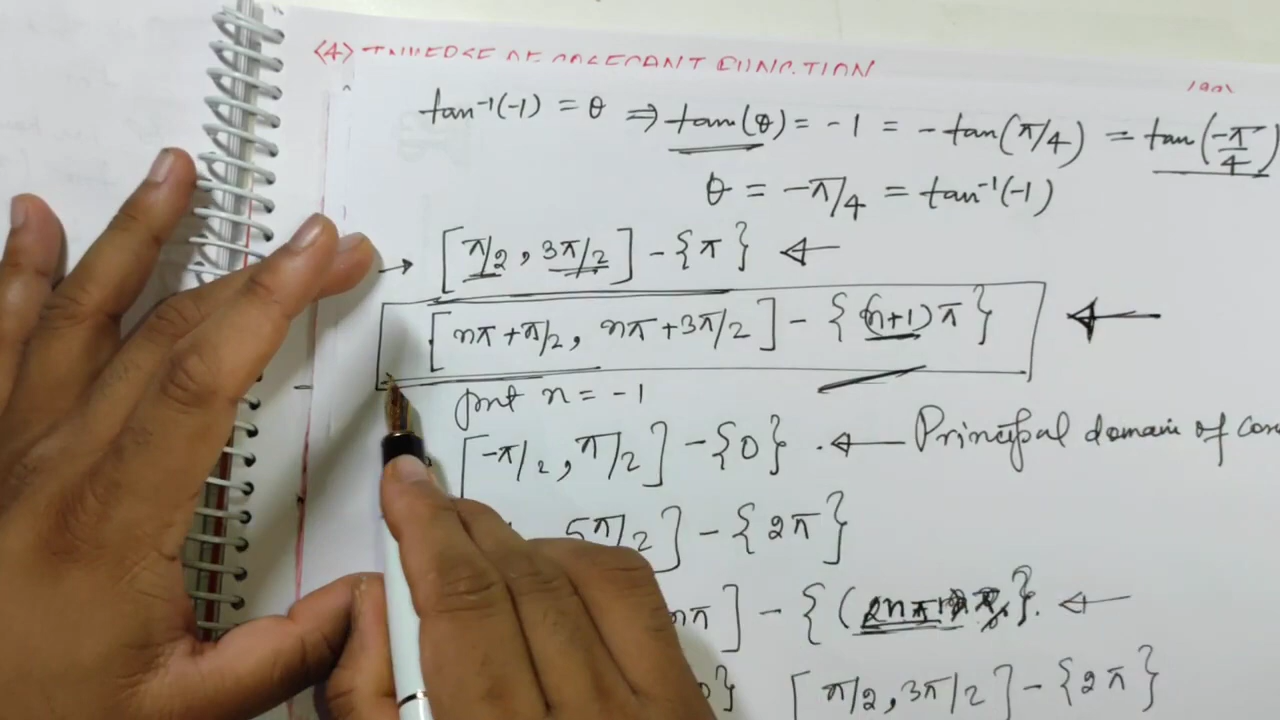 <4> INVERSE OF COSECANT FUNCTION
tan⁻¹(-1) = θ ⇒ tan(θ) = -1 = -tan(π/4) = tan(-π/4)
θ = -π/4 = tan⁻¹(-1)
→ [π/2, 3π/2] - {π} ←
[nπ + π/2, nπ + 3π/2] - {(n+1)π} ←
put n = -1
[-π/2, π/2] - {0} . ← Principal domain of
5π/2] - {2π}
nπ] - {( }. ←
} [π/2, 3π/2] - {2π}